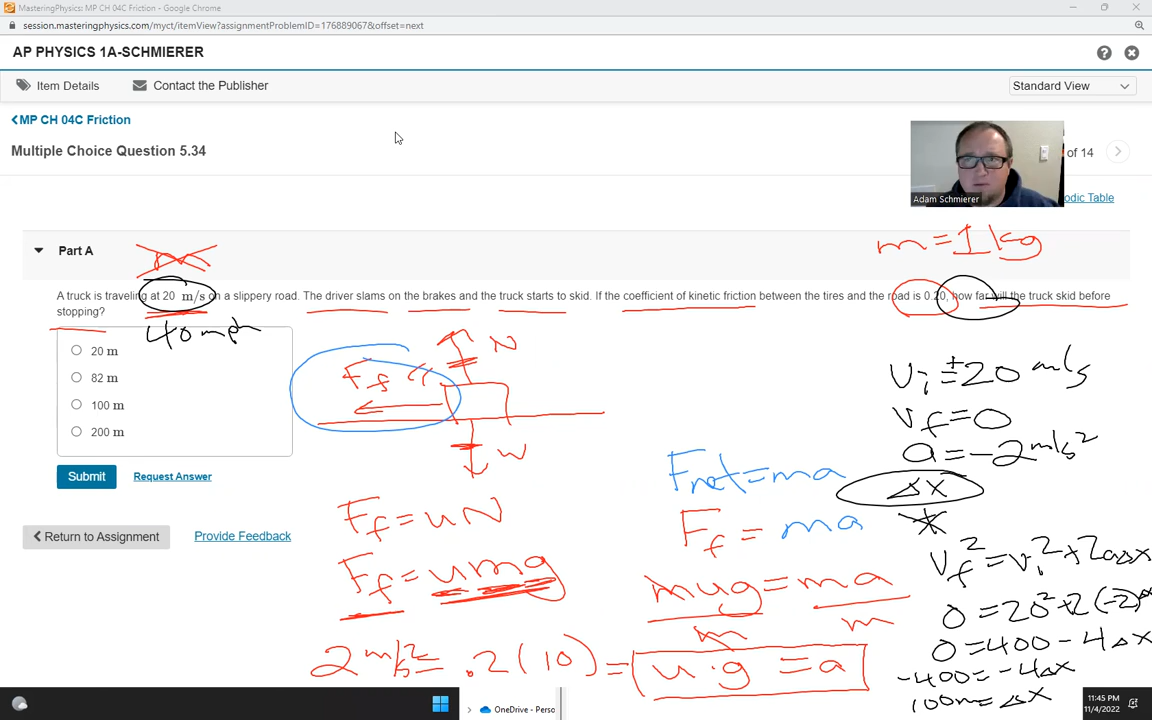 MasteringPhysics: MP CH 04C Friction - Google Chrome
session.masteringphysics.com/myct/itemView?assignmentProblemID=176889067&offset=next
AP PHYSICS 1A-SCHMIERER
Item Details
Contact the Publisher
Standard View
MP CH 04C Friction
Multiple Choice Question 5.34
of 14
Adam Schmierer
odic Table
m=1kg
Part A
m
A truck is traveling at 20 m/s on a slippery road. The driver slams on the brakes and the truck starts to skid. If the coefficient of kinetic friction between the tires and the road is 0.20, how far will the truck skid before
stopping?
40mph
20 m
82 m
100 m
200 m
Submit
Request Answer
Return to Assignment
Provide Feedback
N
Ff
W
Ff=uN
Ff=umg
2 m/s²=.2(10)=
Fnet=ma
Ff=ma
mug=ma
m m
u·g=a
Vi=+20 m/s
Vf=0
a=-2m/s²
Δx
t
Vf²=Vi²+2aΔx
0=20²+2(-2)Δx
0=400-4Δx
-400=-4Δx
100m=Δx
OneDrive - Perso
11:45 PM
11/4/2022